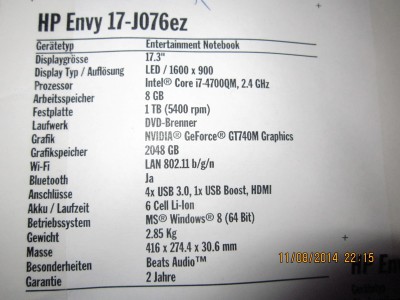 HP Envy 17-J076ez
Gerätetyp Entertainment Notebook
Displaygrösse 17.3"
Display Typ / Auflösung LED / 1600 x 900
Prozessor Intel® Core i7-4700QM, 2.4 GHz
Arbeitsspeicher 8 GB
Festplatte 1 TB (5400 rpm)
Laufwerk DVD-Brenner
Grafik NVIDIA® GeForce® GT740M Graphics
Grafikspeicher 2048 GB
Wi-Fi LAN 802.11 b/g/n
Bluetooth Ja
Anschlüsse 4x USB 3.0, 1x USB Boost, HDMI
Akku / Laufzeit 6 Cell Li-Ion
Betriebssystem MS® Windows® 8 (64 Bit)
Gewicht 2.85 Kg
Masse 416 x 274.4 x 30.6 mm
Besonderheiten Beats Audio™
Garantie 2 Jahre
11/08/2014 22:15
HP En